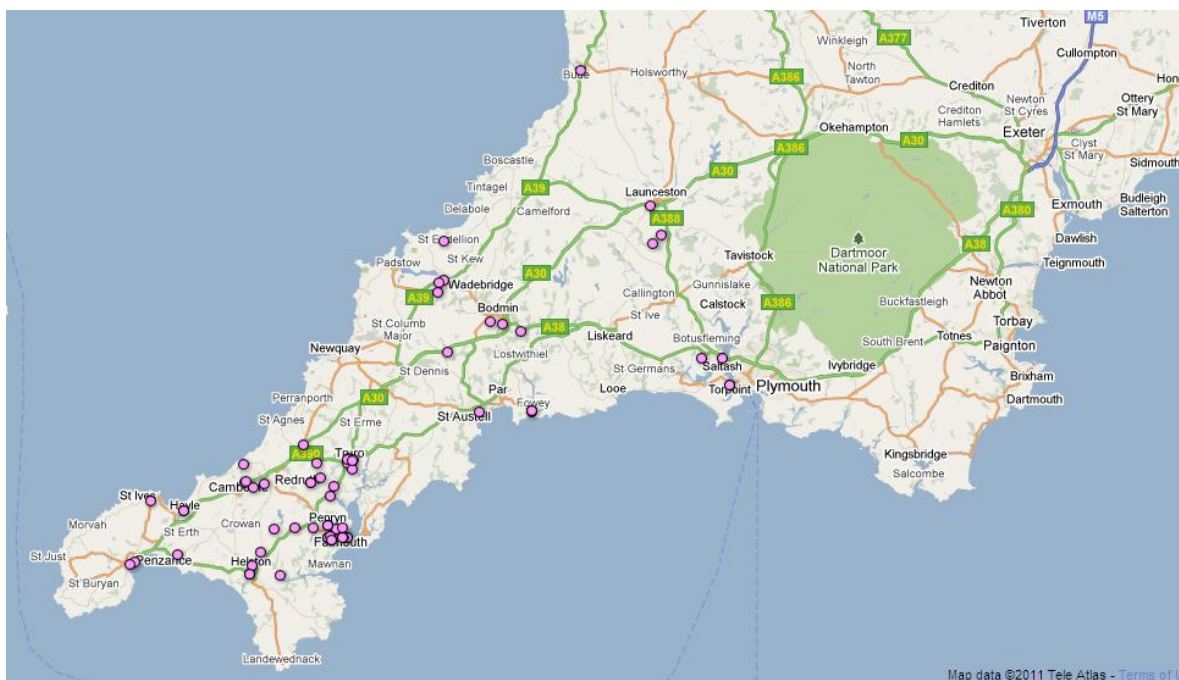 M5
Tiverton
A377
Winkleigh
Cullompton
Bude
Holsworthy
A386
North
Tawton
Crediton
Hon
Newton
St Cyres
Ottery
St Mary
Crediton
Hamlets
Okehampton
A30
Exeter
A386
Clyst
St Mary
Sidmouth
Boscastle
A30
Tintagel
A39
Launceston
Exmouth
Budleigh
Salterton
Delabole
Camelford
A388
A380
St Endellion
A38
Dawlish
Padstow
St Kew
Tavistock
Dartmoor
National Park
Teignmouth
A30
Wadebridge
Gunnislake
Newton
Abbot
A39
Callington
Calstock
A386
Buckfastleigh
Bodmin
St Ive
Torbay
St Columb
Major
A38
Liskeard
Botusfleming
South Brent
Totnes
Paignton
Newquay
Lostwithiel
St Dennis
St Germans
Saltash
Ivybridge
Brixham
Par
Looe
Torpoint
Plymouth
Dartmouth
Perranporth
A30
Fowey
St Agnes
St Erme
St Austell
Kingsbridge
A390
Truro
Salcombe
Camborne
Redruth
St Ives
Hayle
Morvah
Crowan
Penryn
St Erth
Falmouth
St Just
Penzance
Helston
Mawnan
St Buryan
Landewednack
Map data ©2011 Tele Atlas - Terms of U